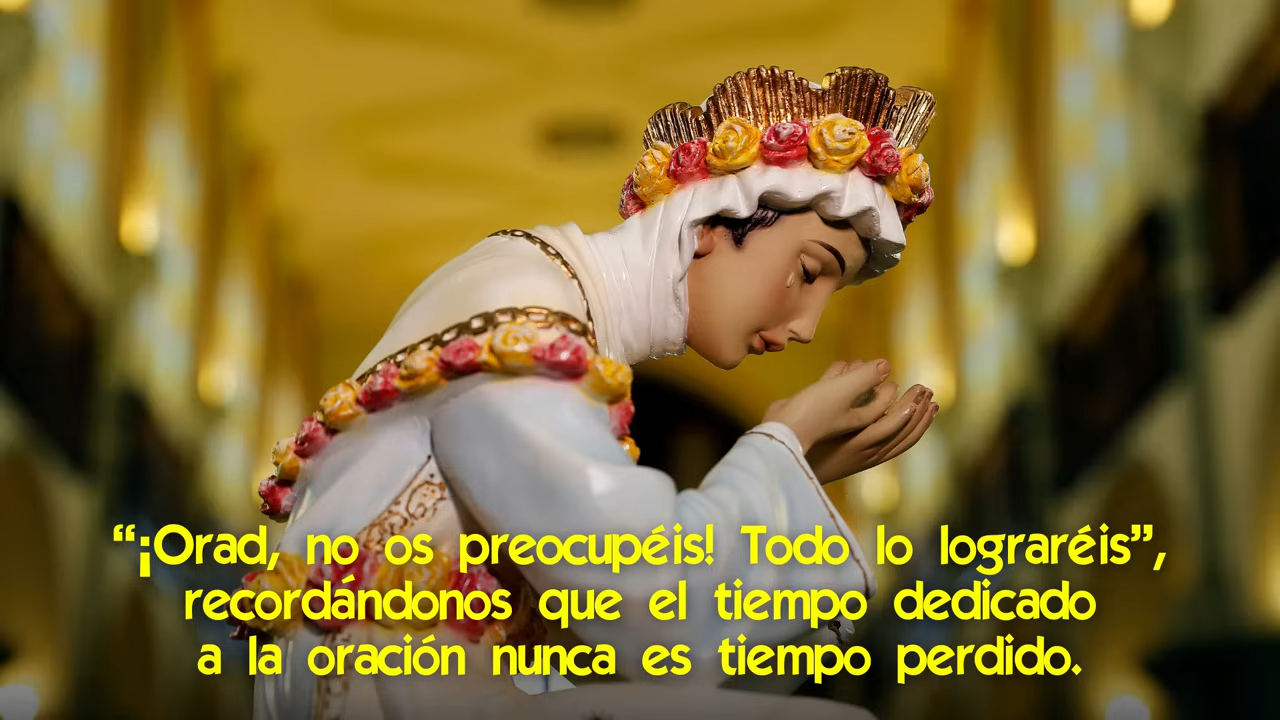 “¡Orad, no os preocupéis! Todo lo lograréis”,
recordándonos que el tiempo dedicado
a la oración nunca es tiempo perdido.